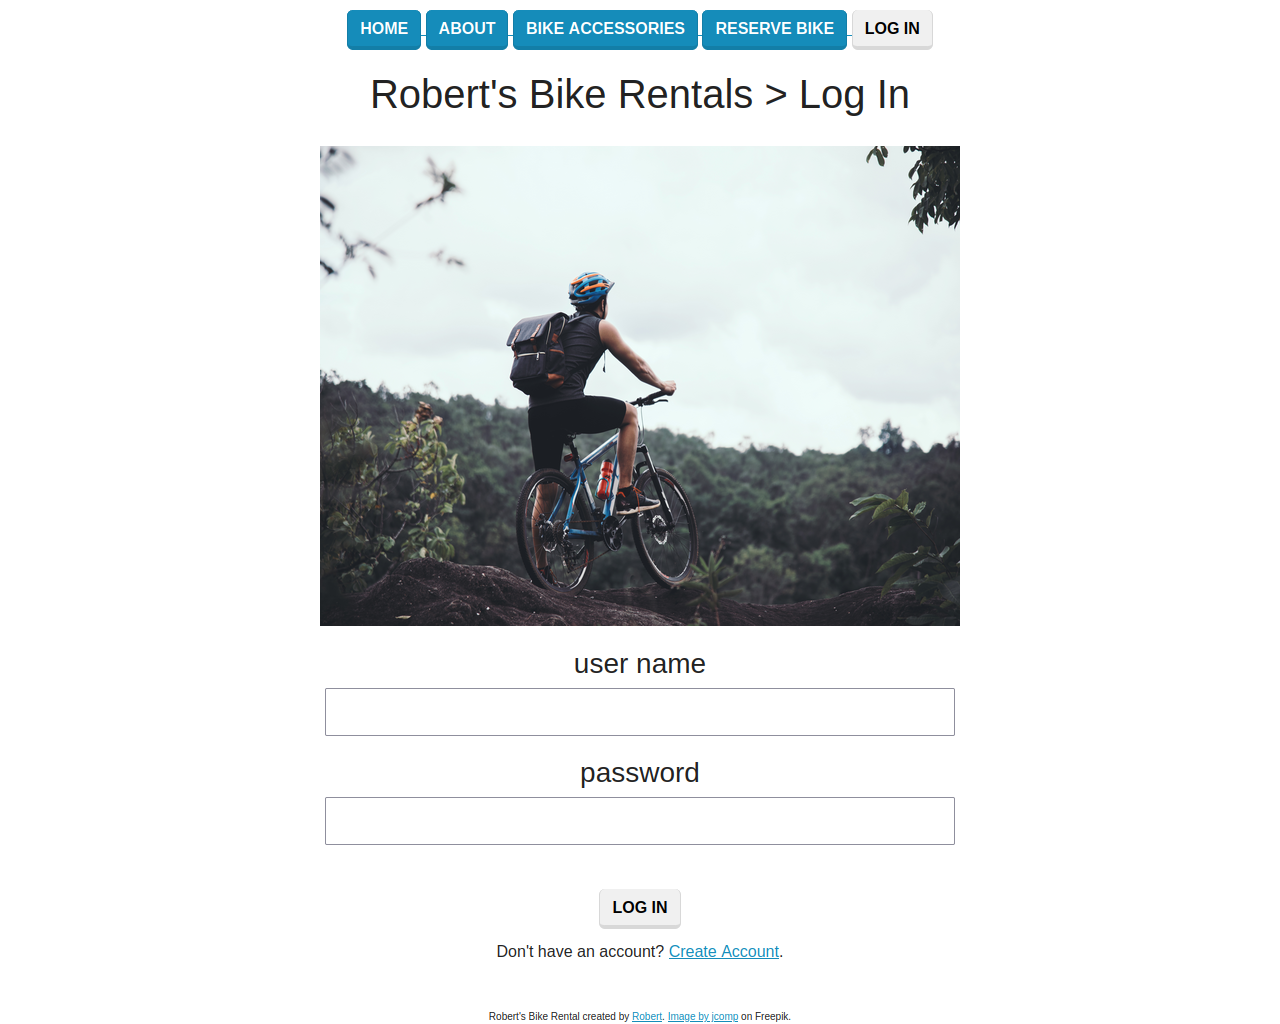 HOME ABOUT BIKE ACCESSORIES RESERVE BIKE LOG IN
Robert's Bike Rentals > Log In
user name
password
LOG IN
Don't have an account? Create Account.
Robert's Bike Rental created by Robert. Image by jcomp on Freepik.